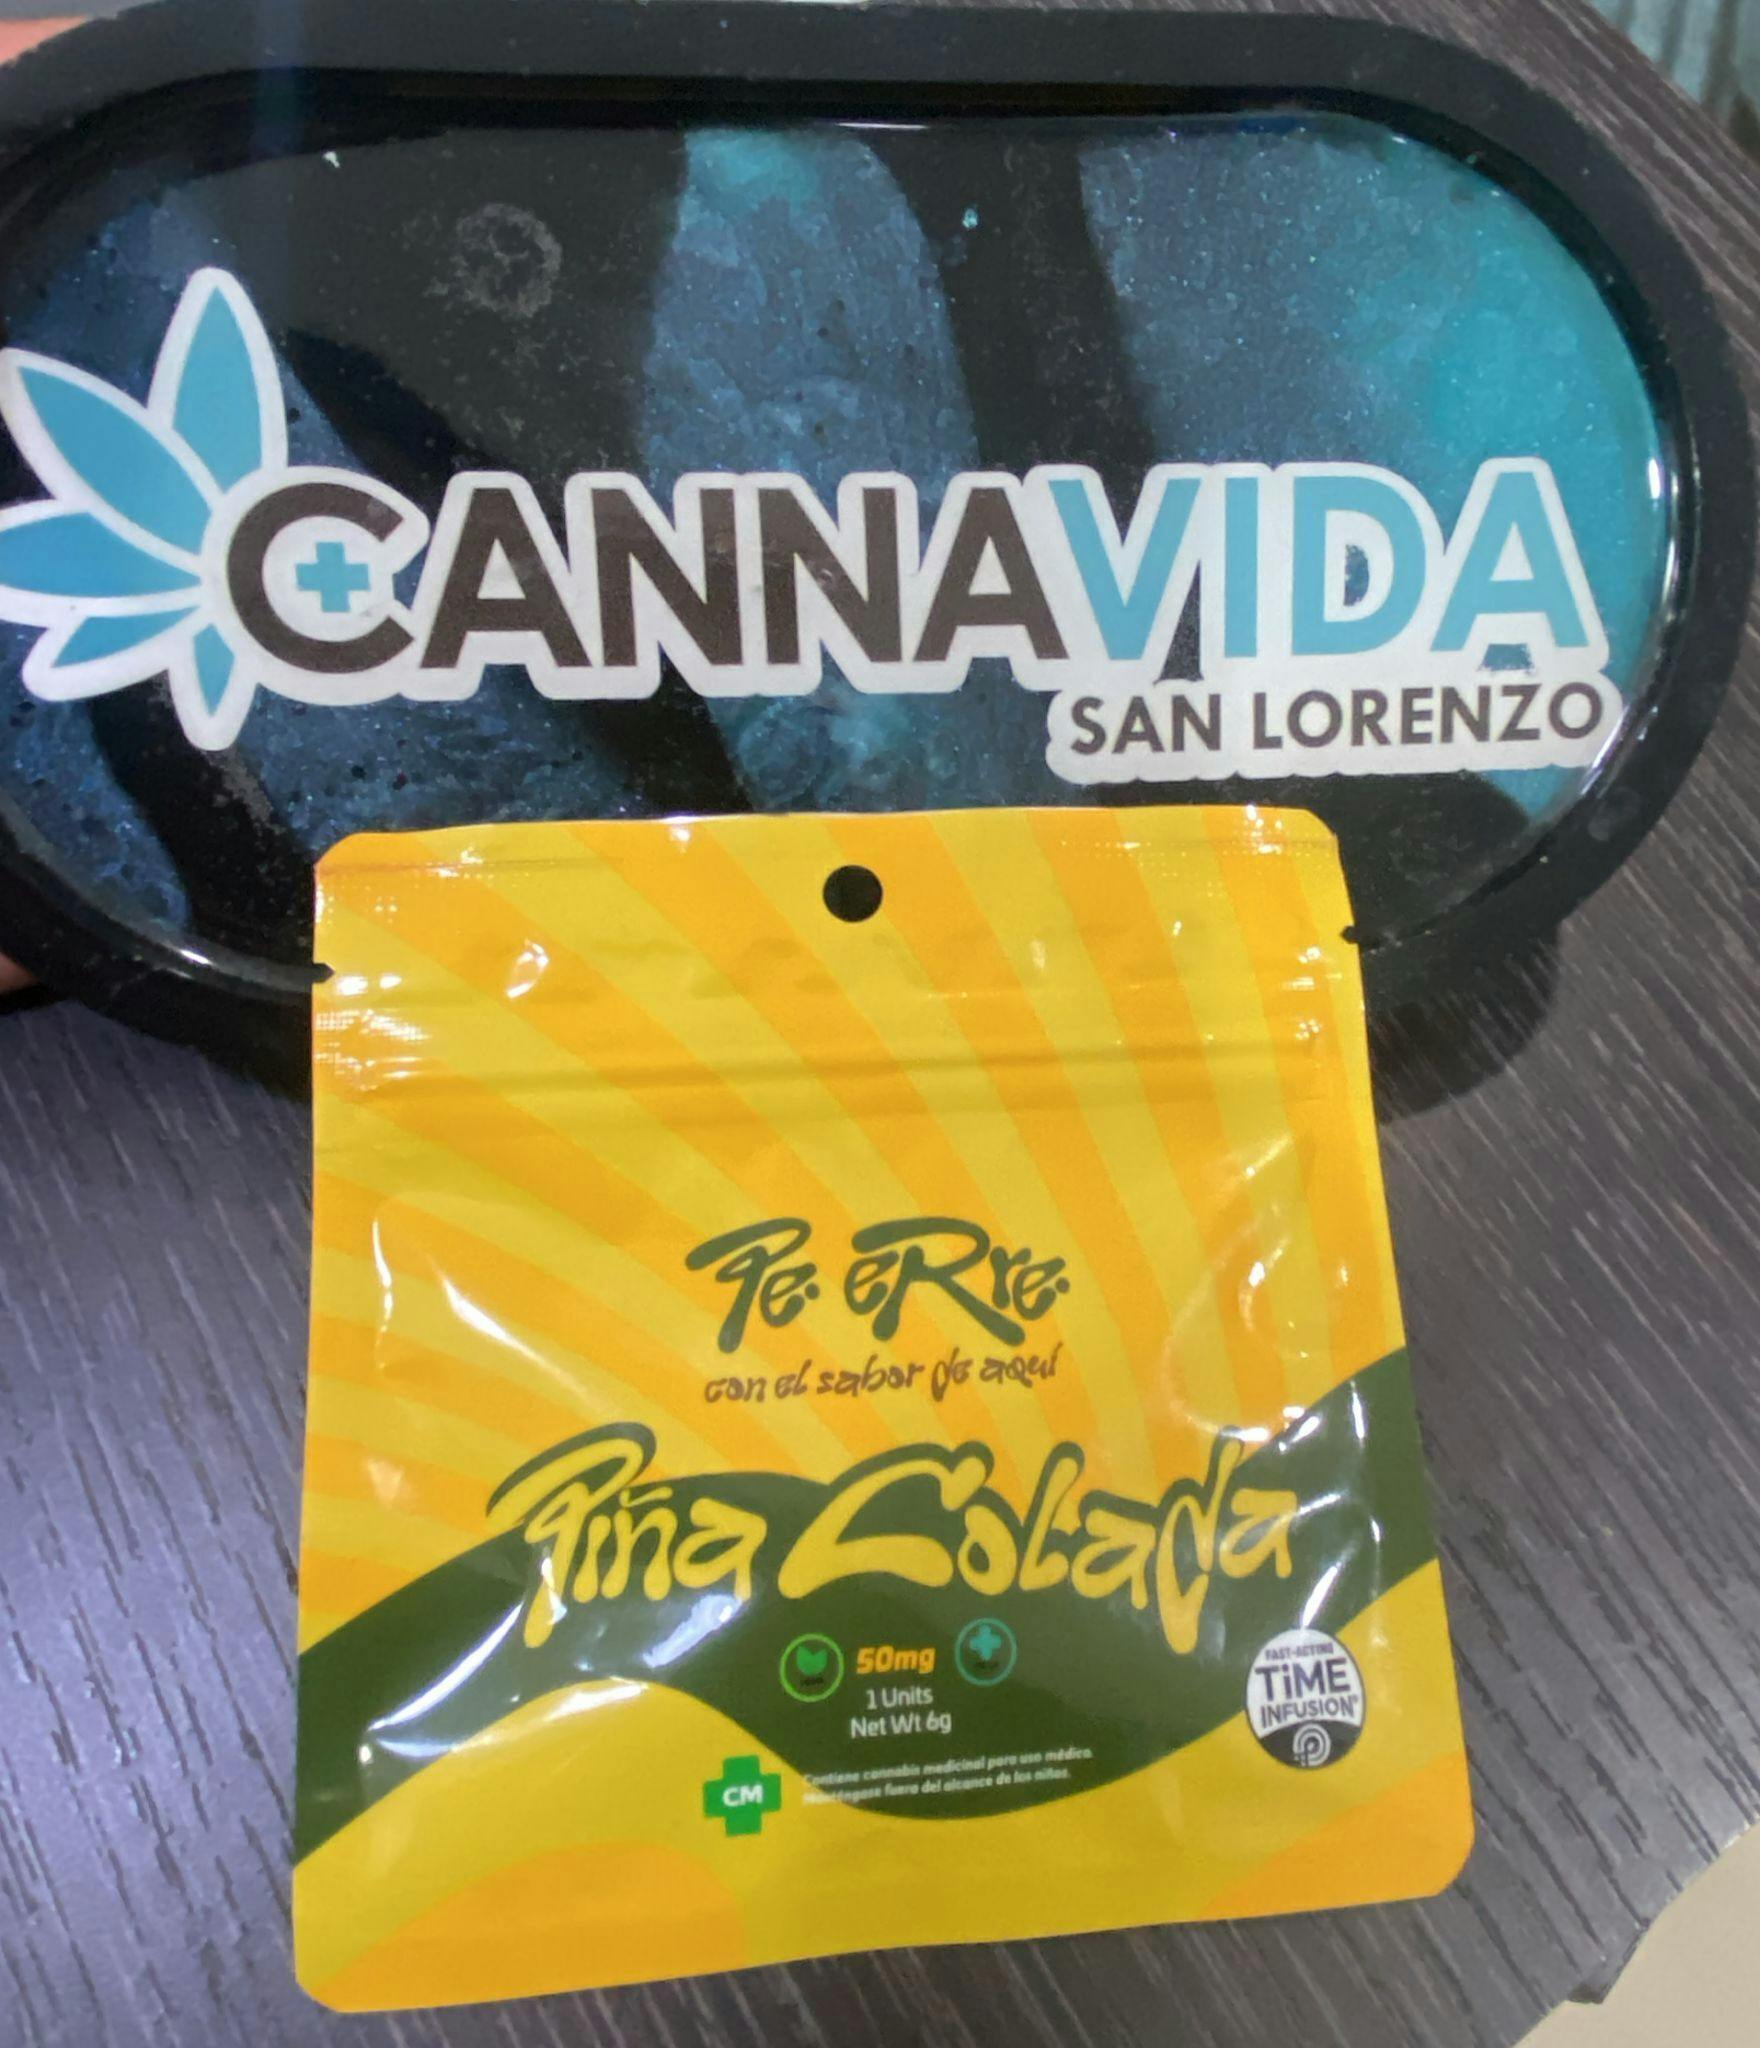 CANNAVIDA
SAN LORENZO
Pe. eRre.
con el sabor de aquí
Piña Colada
50mg
1 Units
Net Wt 6g
FAST-ACTING
TiME
INFUSION®
CM
Contiene cannabis medicinal para uso médico.
Manténgase fuera del alcance de los niños.